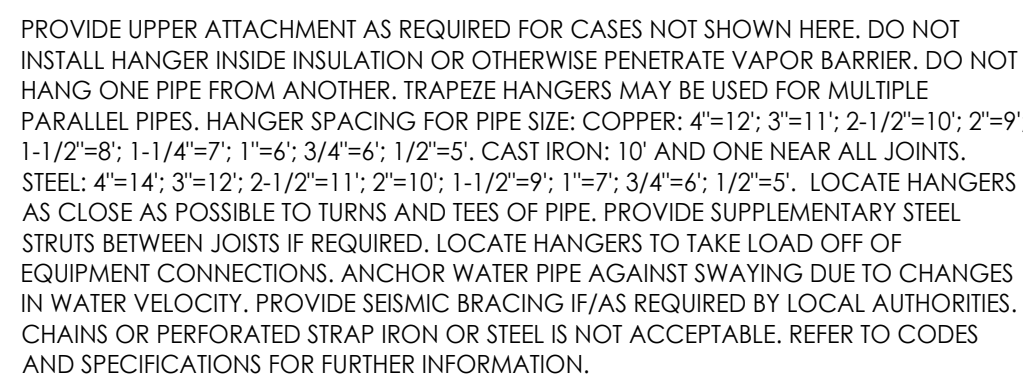 PROVIDE UPPER ATTACHMENT AS REQUIRED FOR CASES NOT SHOWN HERE. DO NOT
INSTALL HANGER INSIDE INSULATION OR OTHERWISE PENETRATE VAPOR BARRIER. DO NOT
HANG ONE PIPE FROM ANOTHER. TRAPEZE HANGERS MAY BE USED FOR MULTIPLE
PARALLEL PIPES. HANGER SPACING FOR PIPE SIZE: COPPER: 4"=12'; 3"=11'; 2-1/2"=10'; 2"=9';
1-1/2"=8'; 1-1/4"=7'; 1"=6'; 3/4"=6'; 1/2"=5'. CAST IRON: 10' AND ONE NEAR ALL JOINTS.
STEEL: 4"=14'; 3"=12'; 2-1/2"=11'; 2"=10'; 1-1/2"=9'; 1"=7'; 3/4"=6'; 1/2"=5'.  LOCATE HANGERS
AS CLOSE AS POSSIBLE TO TURNS AND TEES OF PIPE. PROVIDE SUPPLEMENTARY STEEL
STRUTS BETWEEN JOISTS IF REQUIRED. LOCATE HANGERS TO TAKE LOAD OFF OF
EQUIPMENT CONNECTIONS. ANCHOR WATER PIPE AGAINST SWAYING DUE TO CHANGES
IN WATER VELOCITY. PROVIDE SEISMIC BRACING IF/AS REQUIRED BY LOCAL AUTHORITIES.
CHAINS OR PERFORATED STRAP IRON OR STEEL IS NOT ACCEPTABLE. REFER TO CODES
AND SPECIFICATIONS FOR FURTHER INFORMATION.